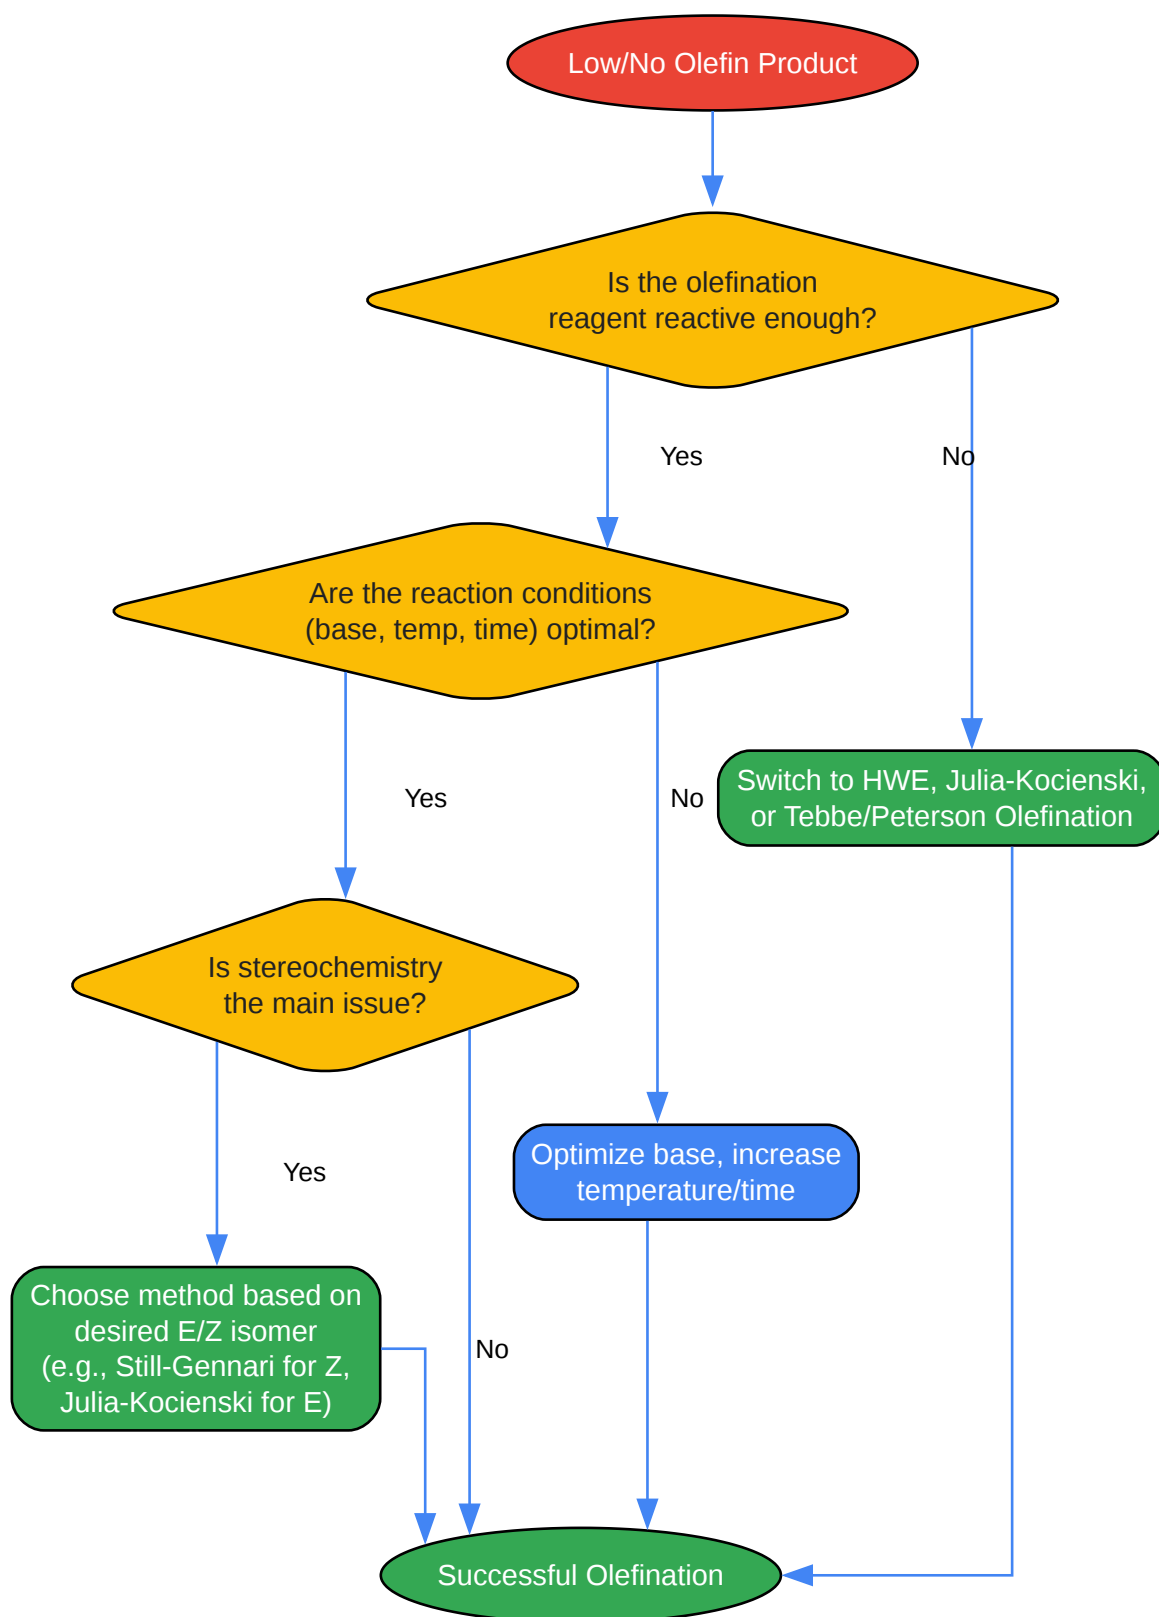 Low/No Olefin Product
Is the olefination
reagent reactive enough?
Yes
No
Are the reaction conditions
(base, temp, time) optimal?
Switch to HWE, Julia-Kocienski,
or Tebbe/Peterson Olefination
Yes
No
Is stereochemistry
the main issue?
Optimize base, increase
temperature/time
Yes
Choose method based on
desired E/Z isomer
(e.g., Still-Gennari for Z,
Julia-Kocienski for E)
No
Successful Olefination